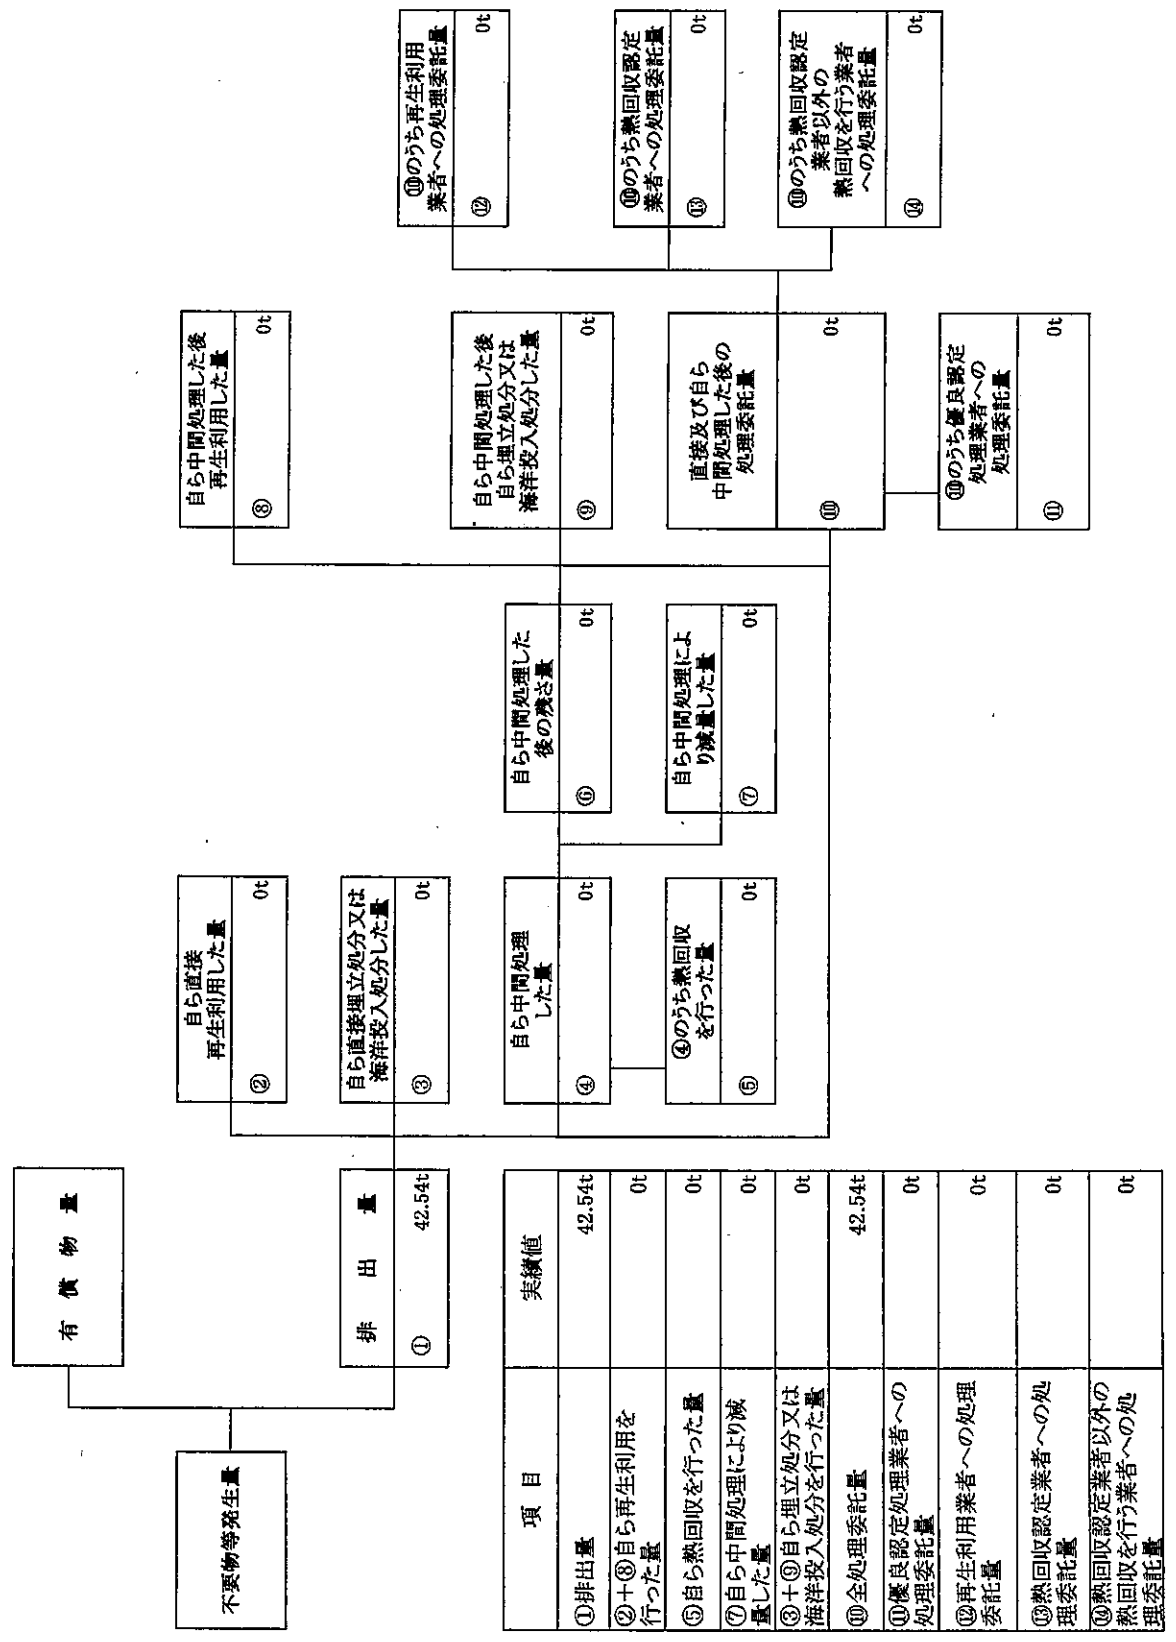 不要物等発生量
有償物量
排出量
① 42.54t
自ら直接
再生利用した量
② 0t
自ら直接埋立処分又は
海洋投入処分した量
③ 0t
自ら中間処理
した量
④ 0t
④のうち熱回収
を行った量
⑤ 0t
自ら中間処理した
後の残さ量
⑥ 0t
自ら中間処理によ
り減量した量
⑦ 0t
自ら中間処理した後
再生利用した量
⑧ 0t
自ら中間処理した後
自ら埋立処分又は
海洋投入処分した量
⑨ 0t
直接及び自ら
中間処理した後の
処理委託量
⑩ 0t
⑩のうち優良認定
処理業者への
処理委託量
⑪ 0t
⑩のうち再生利用
業者への処理委託量
⑫ 0t
⑩のうち熱回収認定
業者への処理委託量
⑬ 0t
⑩のうち熱回収認定
業者以外の
熱回収を行う業者
への処理委託量
⑭ 0t
項目 実績値
①排出量 42.54t
②+⑧自ら再生利用を
行った量 0t
⑤自ら熱回収を行った量 0t
⑦自ら中間処理により減
量した量 0t
③+⑨自ら埋立処分又は
海洋投入処分を行った量 0t
⑩全処理委託量 42.54t
⑪優良認定処理業者への
処理委託量 0t
⑫再生利用業者への処理
委託量 0t
⑬熱回収認定業者への処
理委託量 0t
⑭熱回収認定業者以外の
熱回収を行う業者への処
理委託量 0t